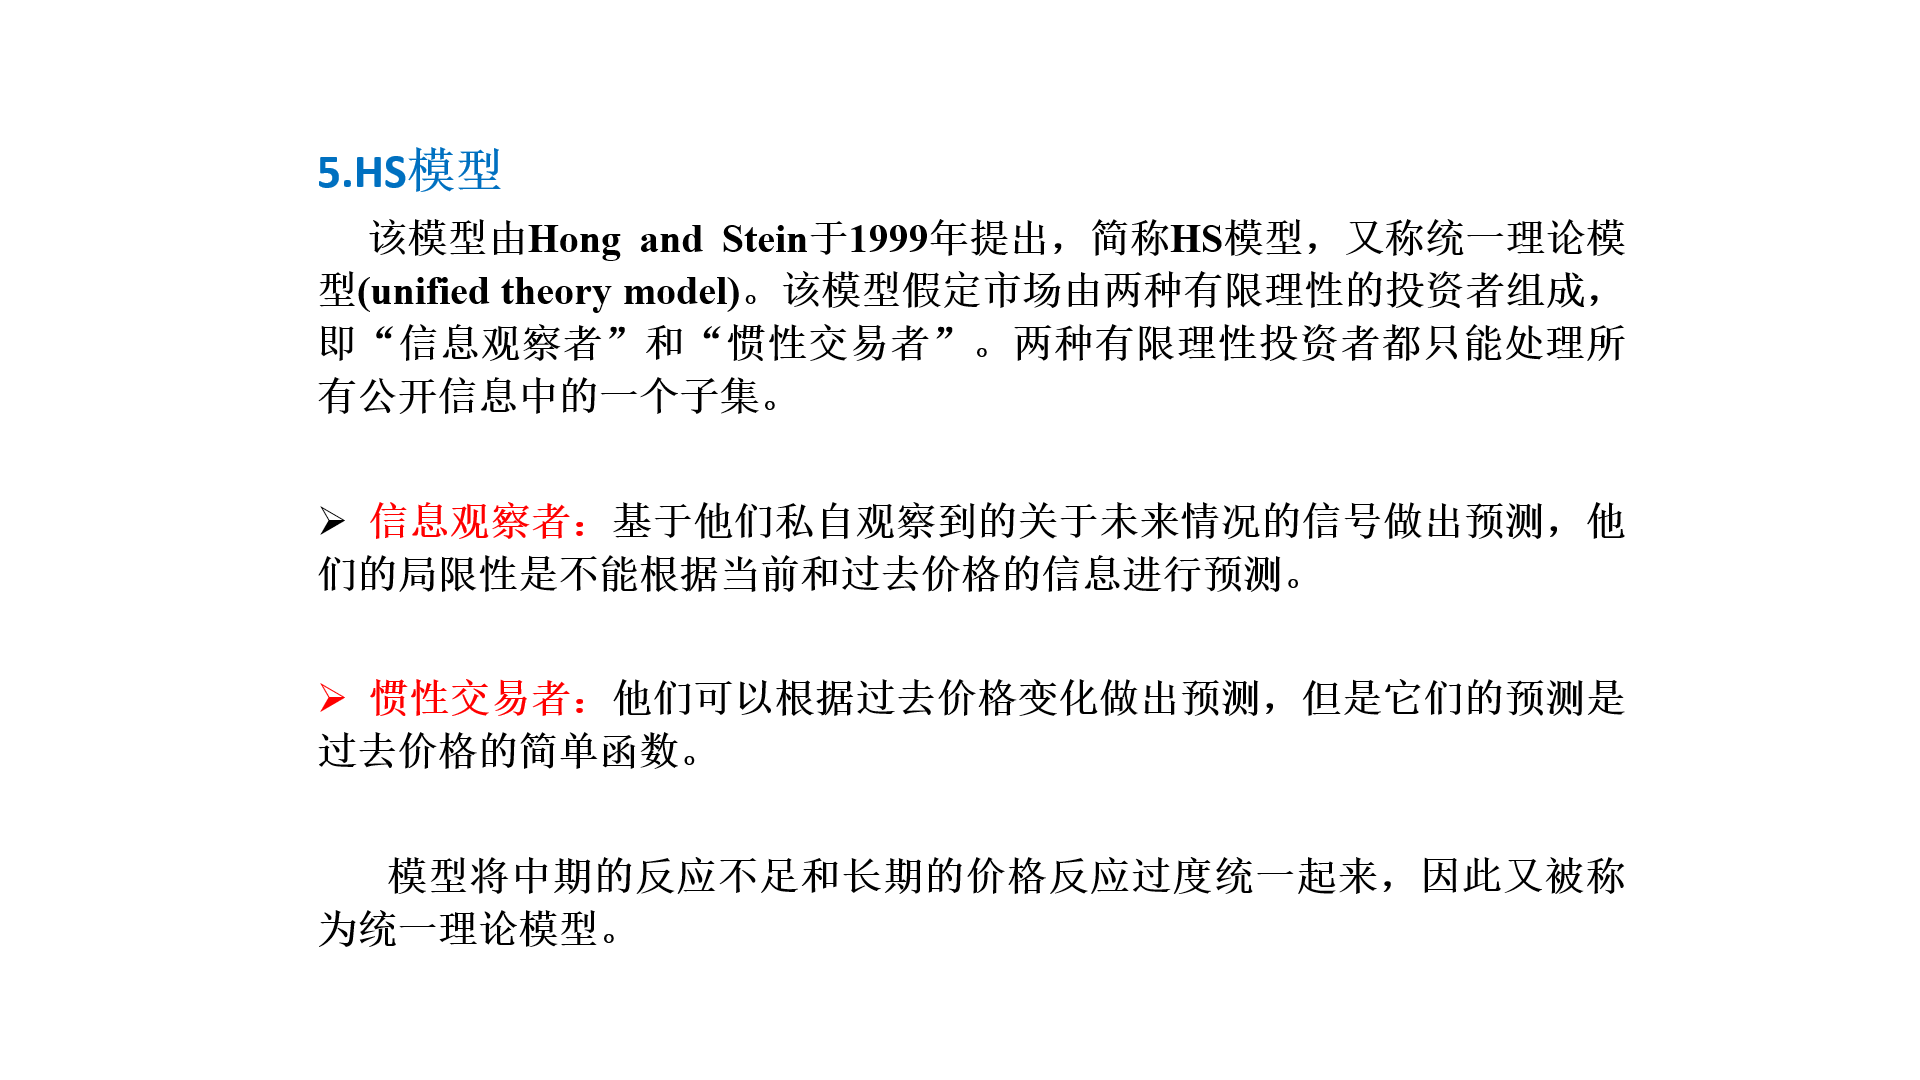 5.HS模型
该模型由Hong and Stein于1999年提出，简称HS模型，又称统一理论模
型(unified theory model)。该模型假定市场由两种有限理性的投资者组成，
即“信息观察者”和“惯性交易者”。两种有限理性投资者都只能处理所
有公开信息中的一个子集。
➢ 信息观察者：基于他们私自观察到的关于未来情况的信号做出预测，他
们的局限性是不能根据当前和过去价格的信息进行预测。
➢ 惯性交易者：他们可以根据过去价格变化做出预测，但是它们的预测是
过去价格的简单函数。
模型将中期的反应不足和长期的价格反应过度统一起来，因此又被称
为统一理论模型。